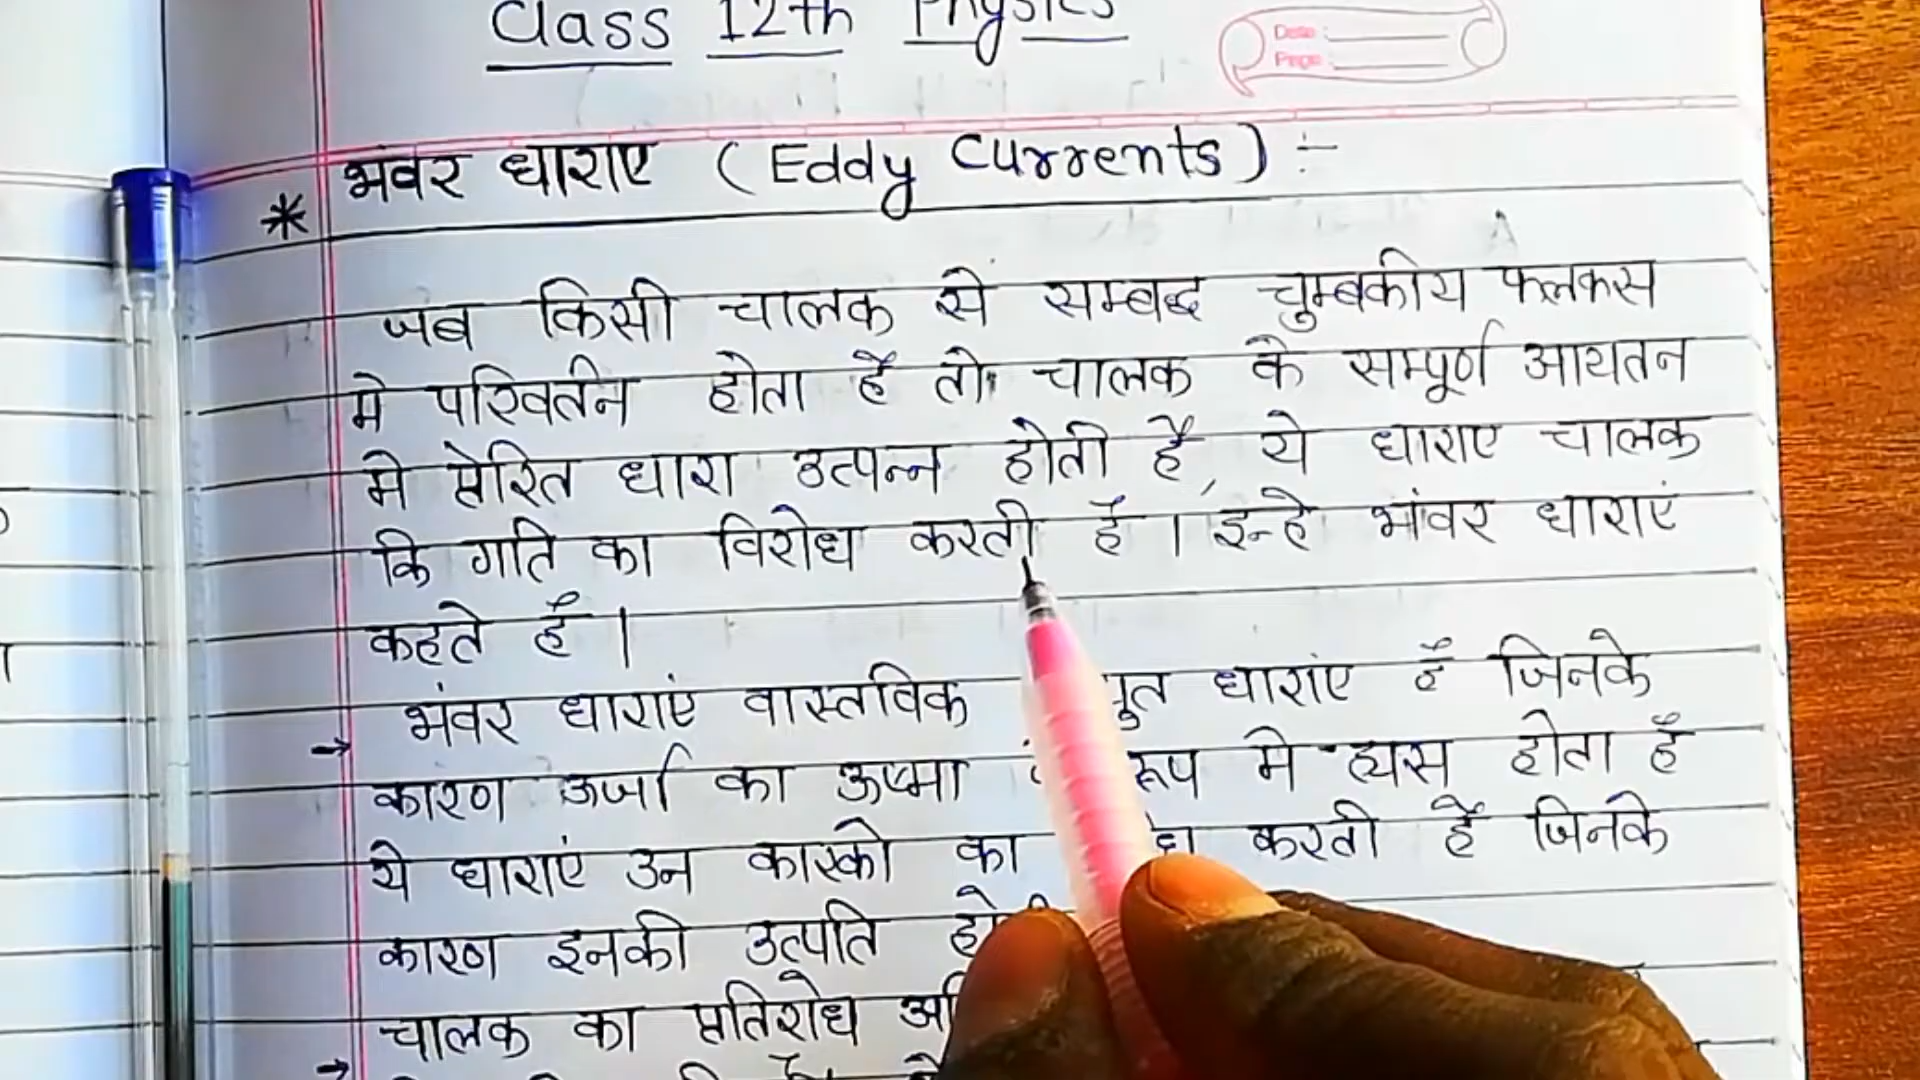 Class 12th Physics
Date :
Page :
* भंवर धाराए ( Eddy Currents ) :-
जब किसी चालक से सम्बद्ध चुम्बकीय फ्लक्स
मे परिवर्तन होता है तो चालक के सम्पूर्ण आयतन
मे प्रेरित धारा उत्पन्न होती है, ये धाराए चालक
कि गति का विरोध करती है । इन्हे भंवर धाराएं
कहते है ।
→ भंवर धाराएं वास्तविक धाराएं है जिनके
कारण ऊर्जा का ऊष्मा रूप मे ह्यस होता है
ये धाराएं उन कारको का करती है जिनके
कारण इनकी उत्पति
चालक का प्रतिरोध
→